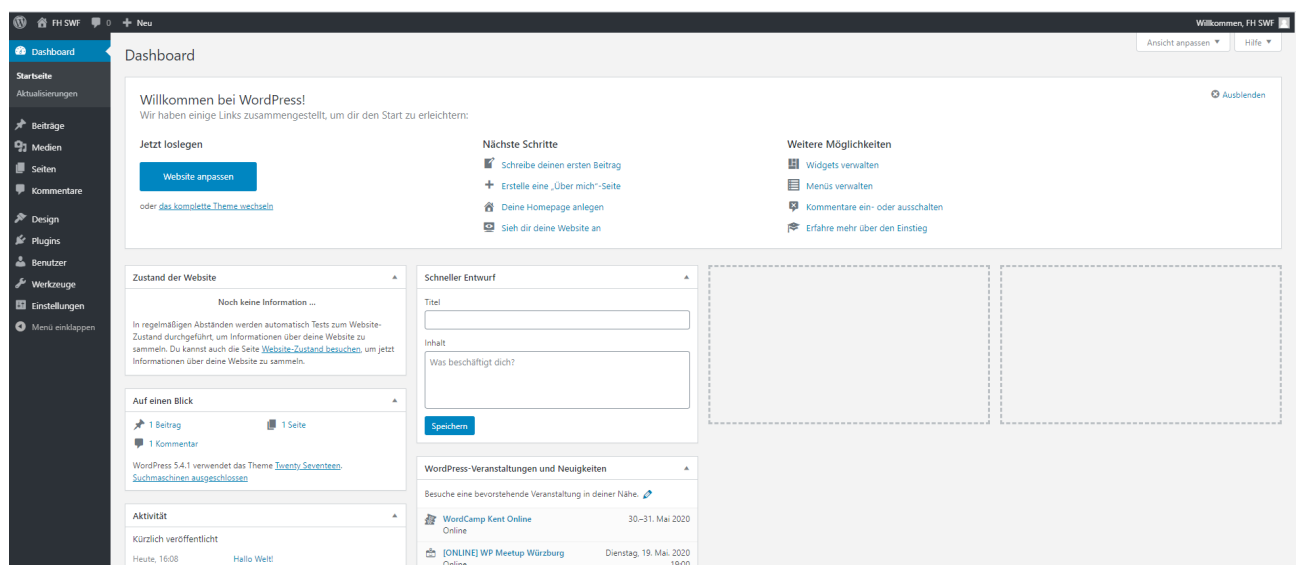 FH SWF 0 + Neu Willkommen, FH SWF
Dashboard
Startseite
Aktualisierungen
Beiträge
Medien
Seiten
Kommentare
Design
Plugins
Benutzer
Werkzeuge
Einstellungen
Menü einklappen
Ansicht anpassen Hilfe
Dashboard
Willkommen bei WordPress!
Wir haben einige Links zusammengestellt, um dir den Start zu erleichtern:
Ausblenden
Jetzt loslegen
Website anpassen
oder das komplette Theme wechseln
Nächste Schritte
Schreibe deinen ersten Beitrag
Erstelle eine „Über mich“-Seite
Deine Homepage anlegen
Sieh dir deine Website an
Weitere Möglichkeiten
Widgets verwalten
Menüs verwalten
Kommentare ein- oder ausschalten
Erfahre mehr über den Einstieg
Zustand der Website
Noch keine Information ...
In regelmäßigen Abständen werden automatisch Tests zum Website-
Zustand durchgeführt, um Informationen über deine Website zu
sammeln. Du kannst auch die Seite Website-Zustand besuchen, um jetzt
Informationen über deine Website zu sammeln.
Auf einen Blick
1 Beitrag 1 Seite
1 Kommentar
WordPress 5.4.1 verwendet das Theme Twenty Seventeen.
Suchmaschinen ausgeschlossen
Aktivität
Kürzlich veröffentlicht
Heute, 16:08 Hallo Welt!
Schneller Entwurf
Titel
Inhalt
Was beschäftigt dich?
Speichern
WordPress-Veranstaltungen und Neuigkeiten
Besuche eine bevorstehende Veranstaltung in deiner Nähe.
WordCamp Kent Online 30.–31. Mai 2020
Online
[ONLINE] WP Meetup Würzburg Dienstag, 19. Mai. 2020
Online 19:00